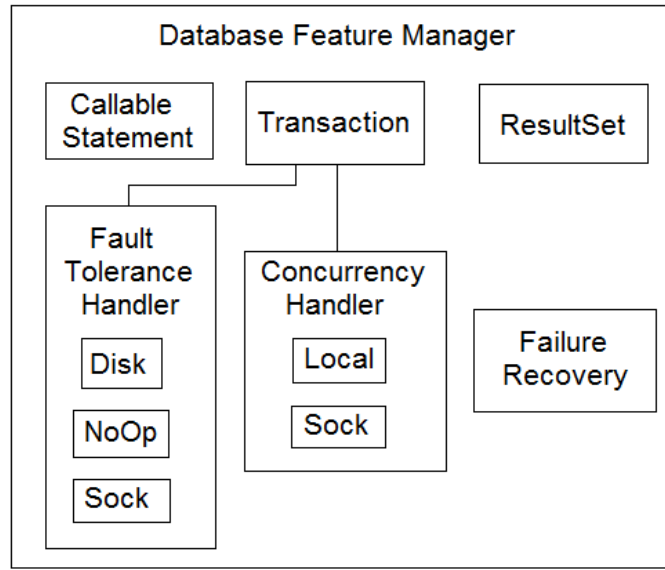 Database Feature Manager
Callable
Statement
Transaction
ResultSet
Fault
Tolerance
Handler
Disk
NoOp
Sock
Concurrency
Handler
Local
Sock
Failure
Recovery